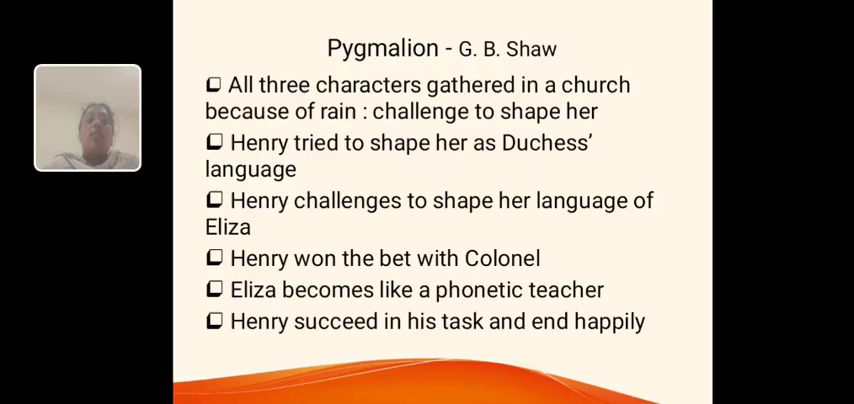 Pygmalion - G. B. Shaw
❑ All three characters gathered in a church
because of rain : challenge to shape her
❑ Henry tried to shape her as Duchess’
language
❑ Henry challenges to shape her language of
Eliza
❑ Henry won the bet with Colonel
❑ Eliza becomes like a phonetic teacher
❑ Henry succeed in his task and end happily